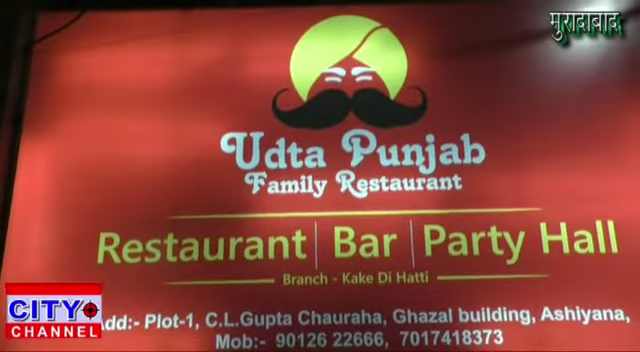 मुरादाबाद
Udta Punjab
Family Restaurant
Restaurant | Bar | Party Hall
Branch - Kake Di Hatti
Add:- Plot-1, C.L.Gupta Chauraha, Ghazal building, Ashiyana,
Mob:- 90126 22666, 7017418373
CITY
CHANNEL